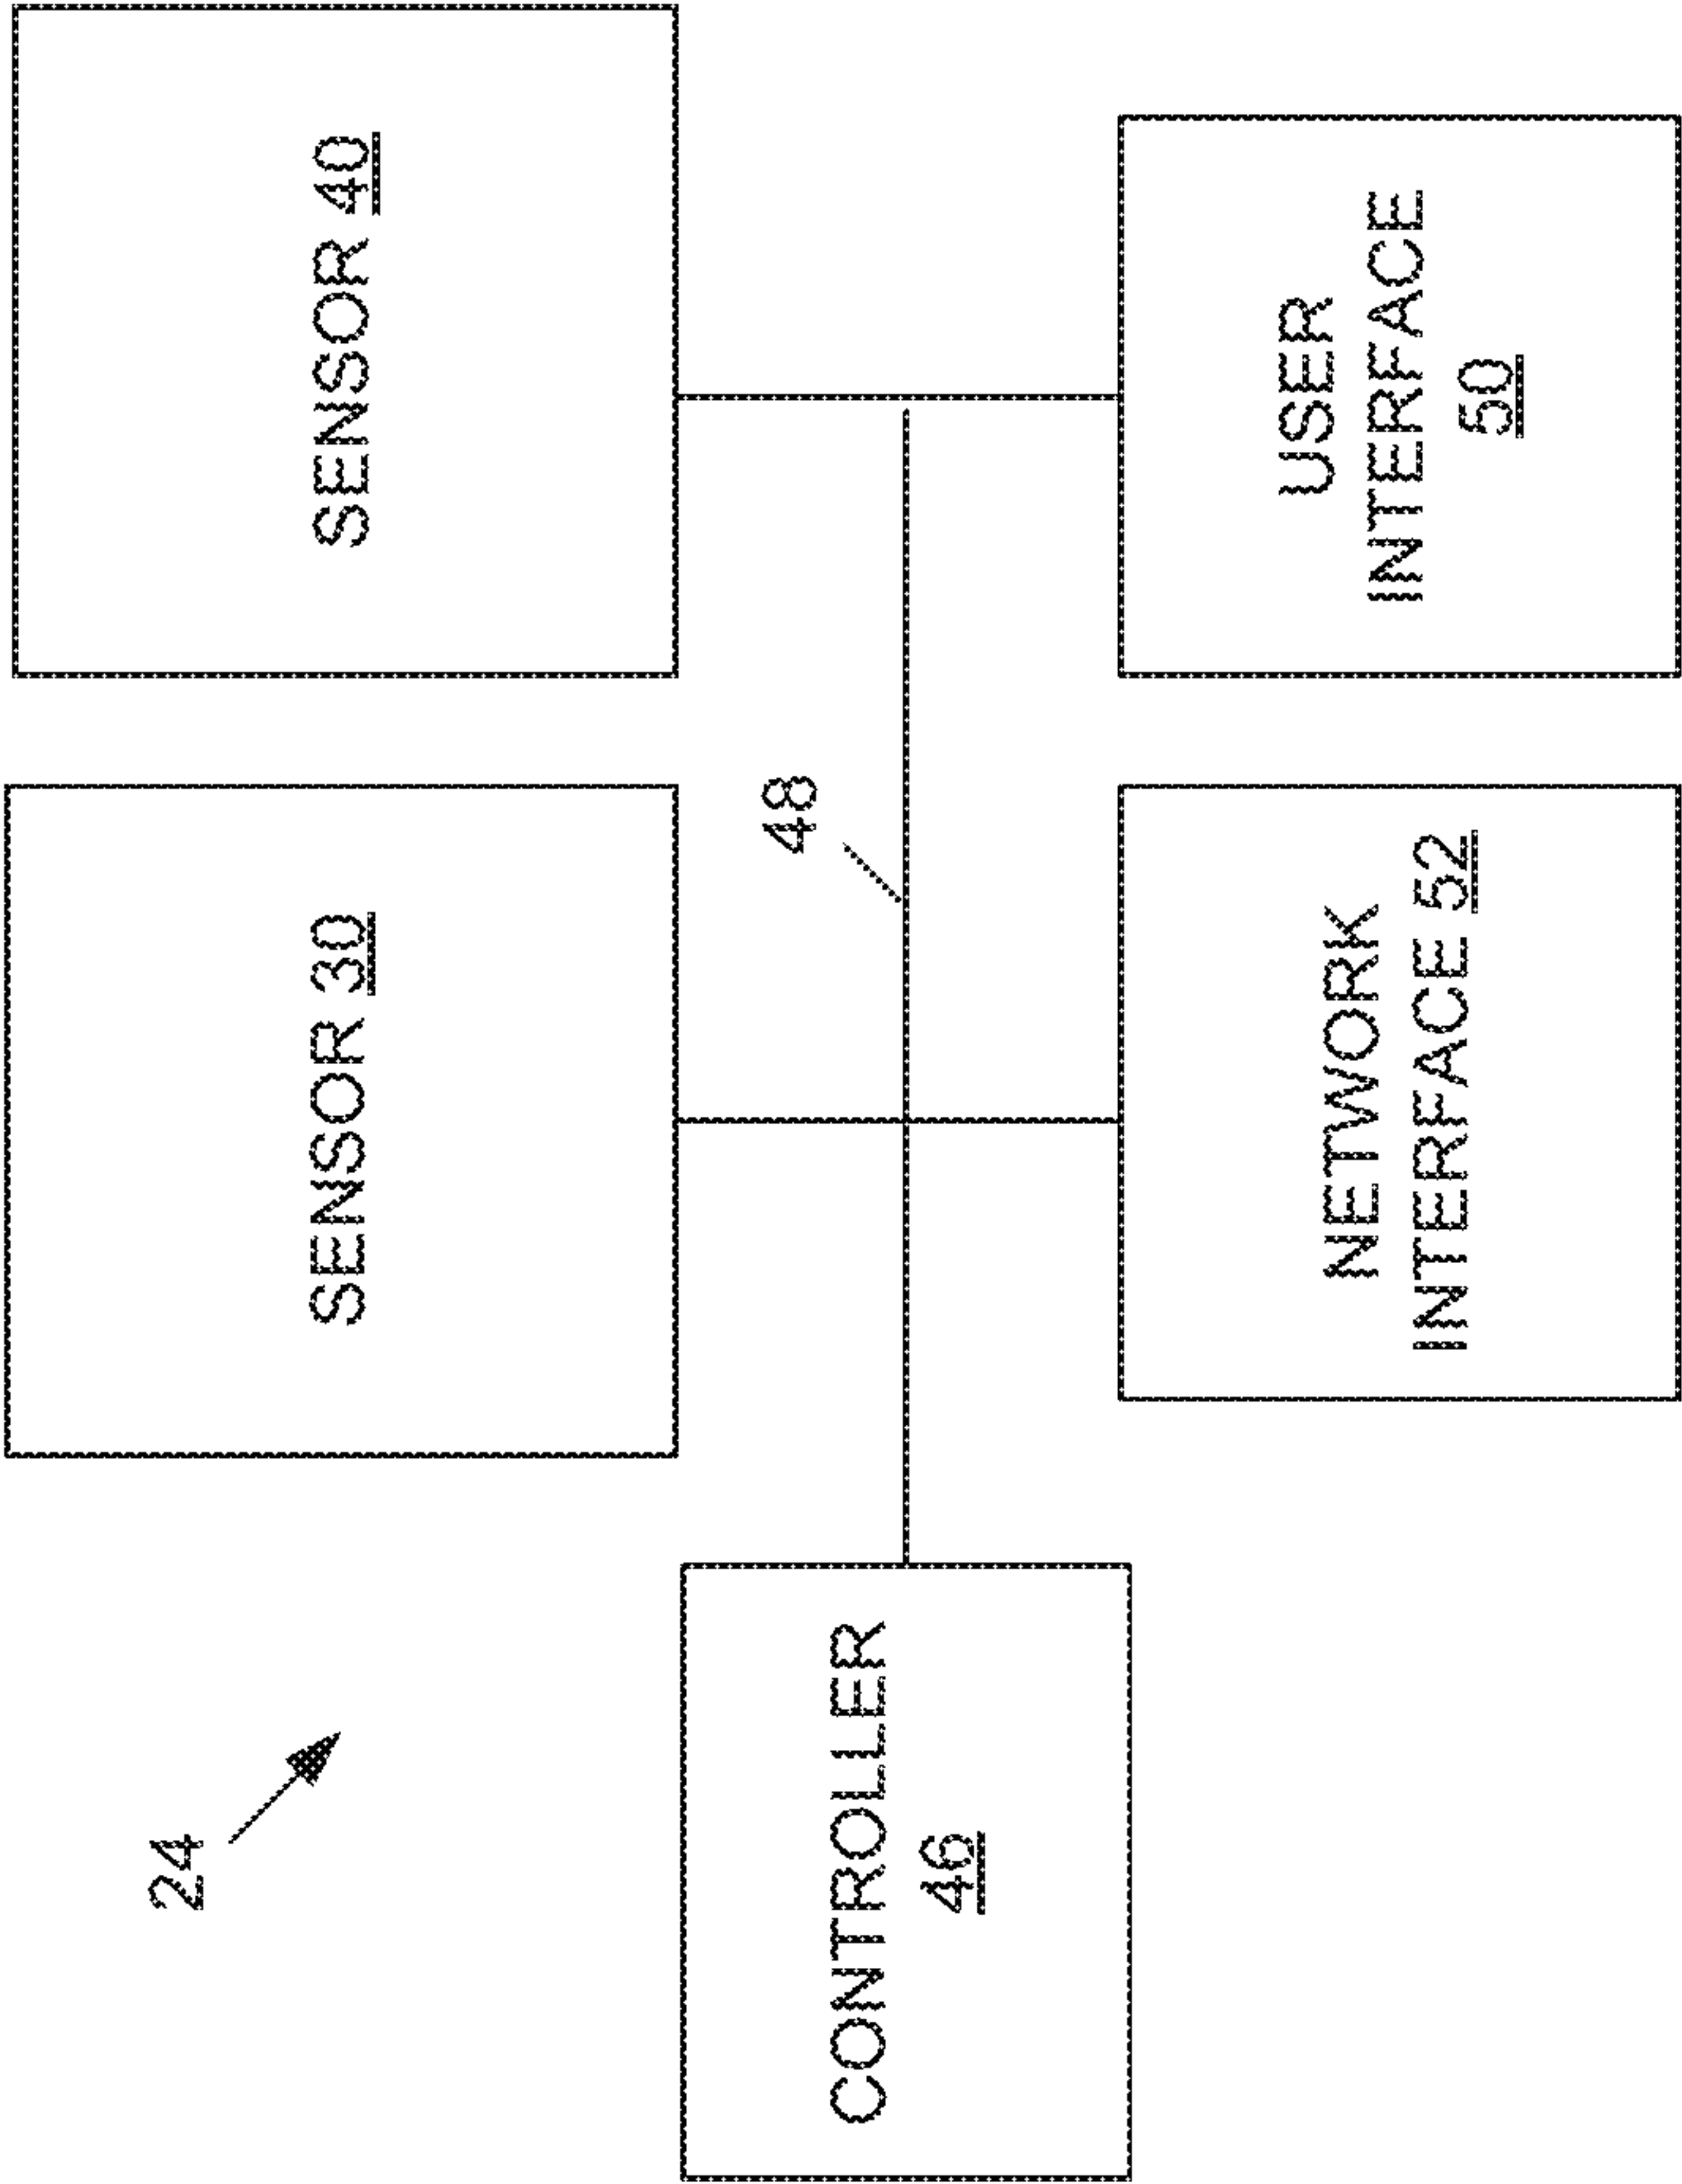 24
SENSOR 30
SENSOR 40
48
CONTROLLER
46
NETWORK
INTERFACE 52
USER
INTERFACE
50